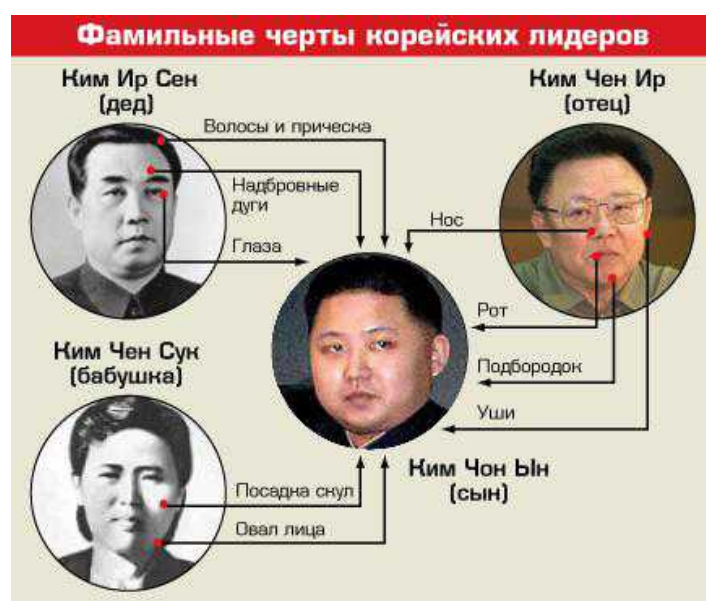 Фамильные черты корейских лидеров
Ким Ир Сен
(дед)
Ким Чен Ир
(отец)
Волосы и прическа
Надбровные
дуги
Глаза
Нос
Рот
Подбородок
Уши
Ким Чен Сук
(бабушка)
Посадка скул
Овал лица
Ким Чон Ын
(сын)